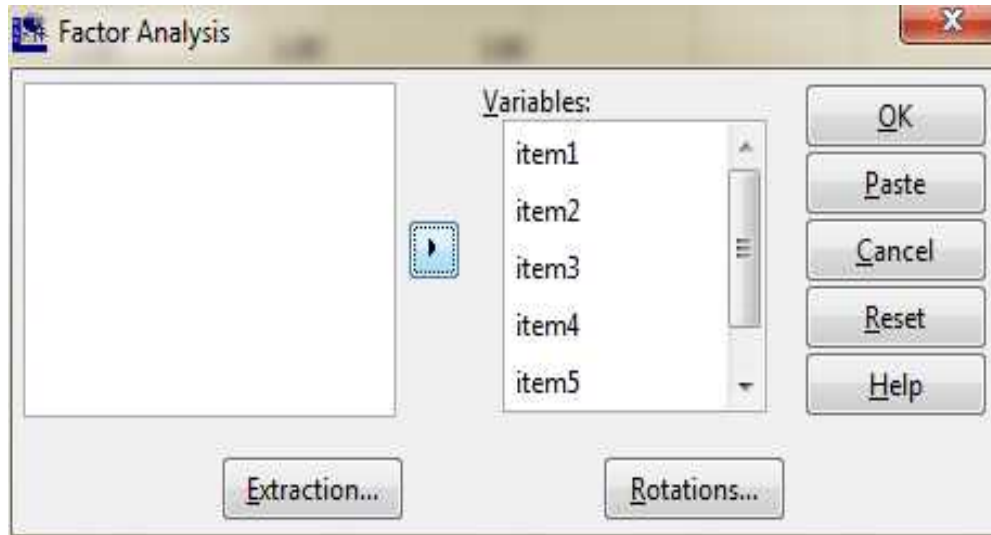 Factor Analysis
Variables:
item1
item2
item3
item4
item5
OK
Paste
Cancel
Reset
Help
Extraction...
Rotations...